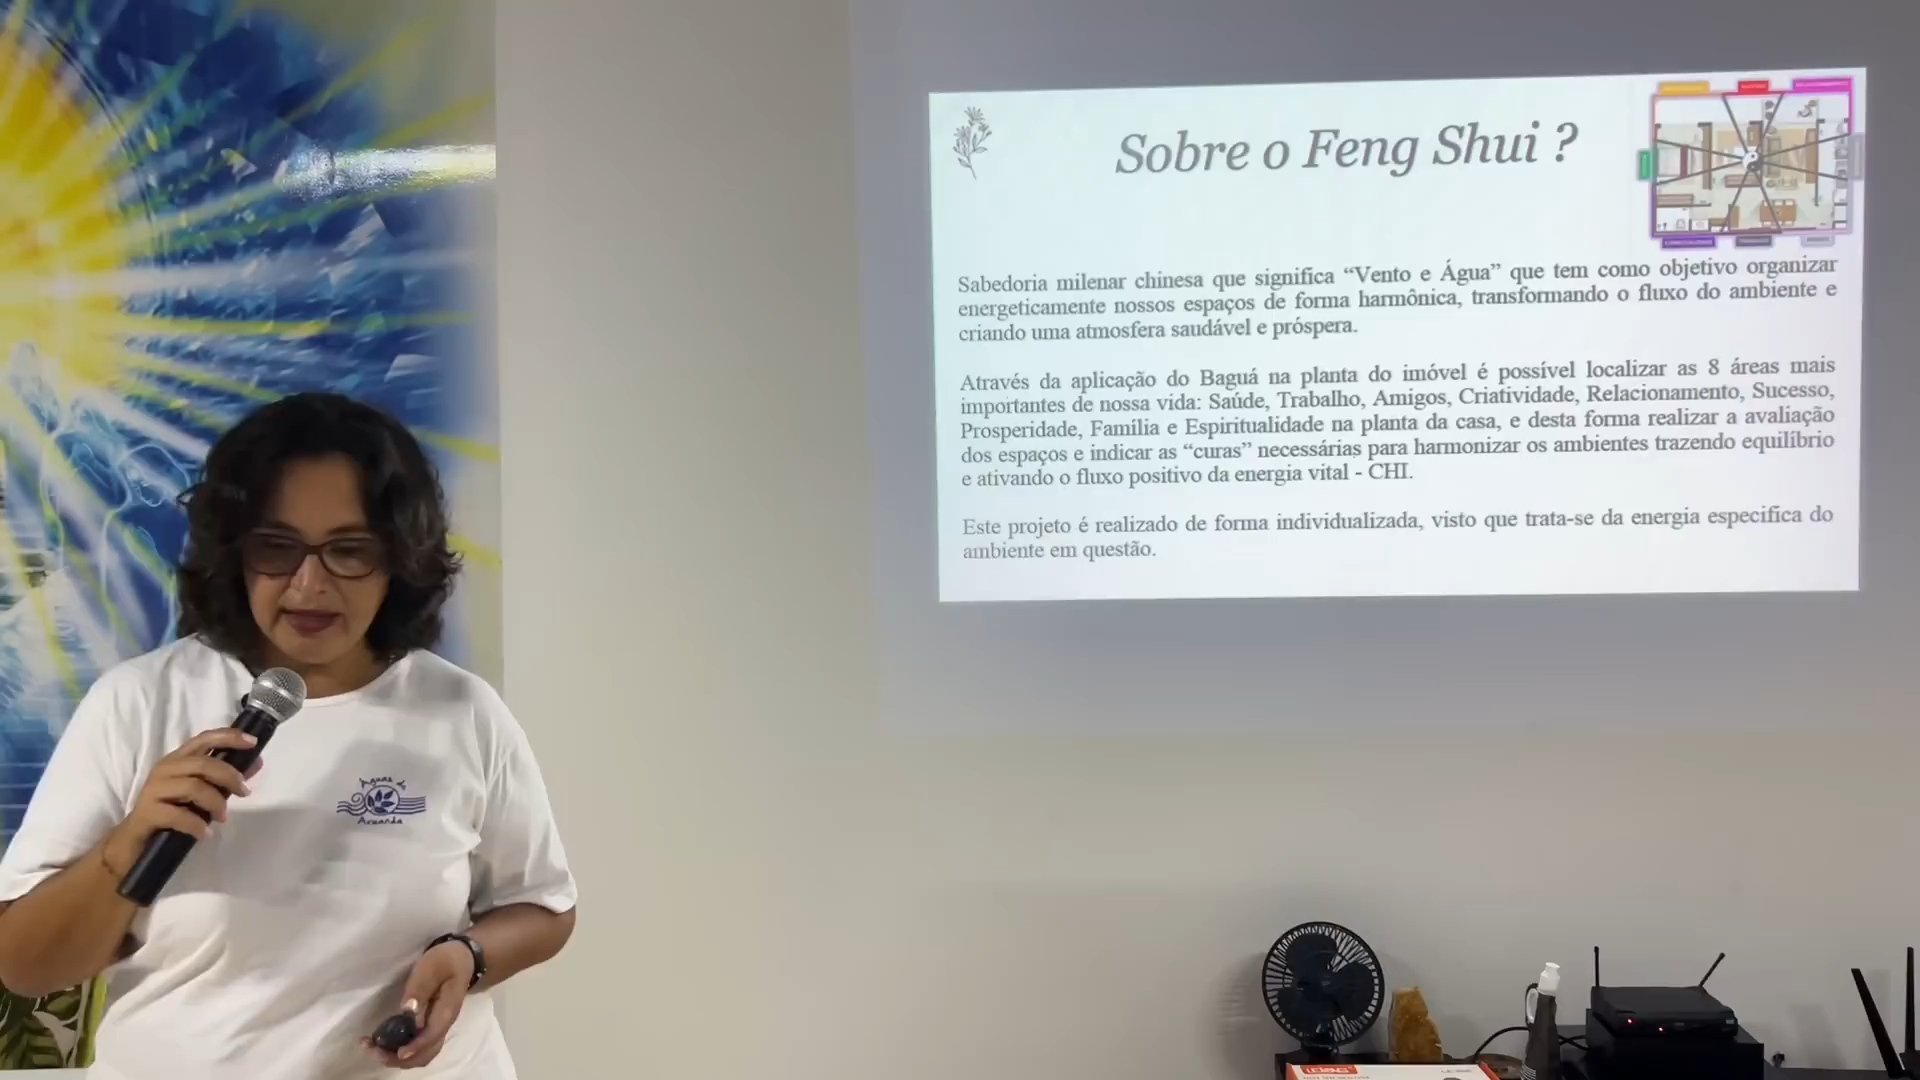 Sobre o Feng Shui ?
Sabedoria milenar chinesa que significa “Vento e Água” que tem como objetivo organizar
energeticamente nossos espaços de forma harmônica, transformando o fluxo do ambiente e
criando uma atmosfera saudável e próspera.
Através da aplicação do Baguá na planta do imóvel é possível localizar as 8 áreas mais
importantes de nossa vida: Saúde, Trabalho, Amigos, Criatividade, Relacionamento, Sucesso,
Prosperidade, Família e Espiritualidade na planta da casa, e desta forma realizar a avaliação
dos espaços e indicar as “curas” necessárias para harmonizar os ambientes trazendo equilíbrio
e ativando o fluxo positivo da energia vital - CHI.
Este projeto é realizado de forma individualizada, visto que trata-se da energia especifica do
ambiente em questão.
Águas de
Aruanda